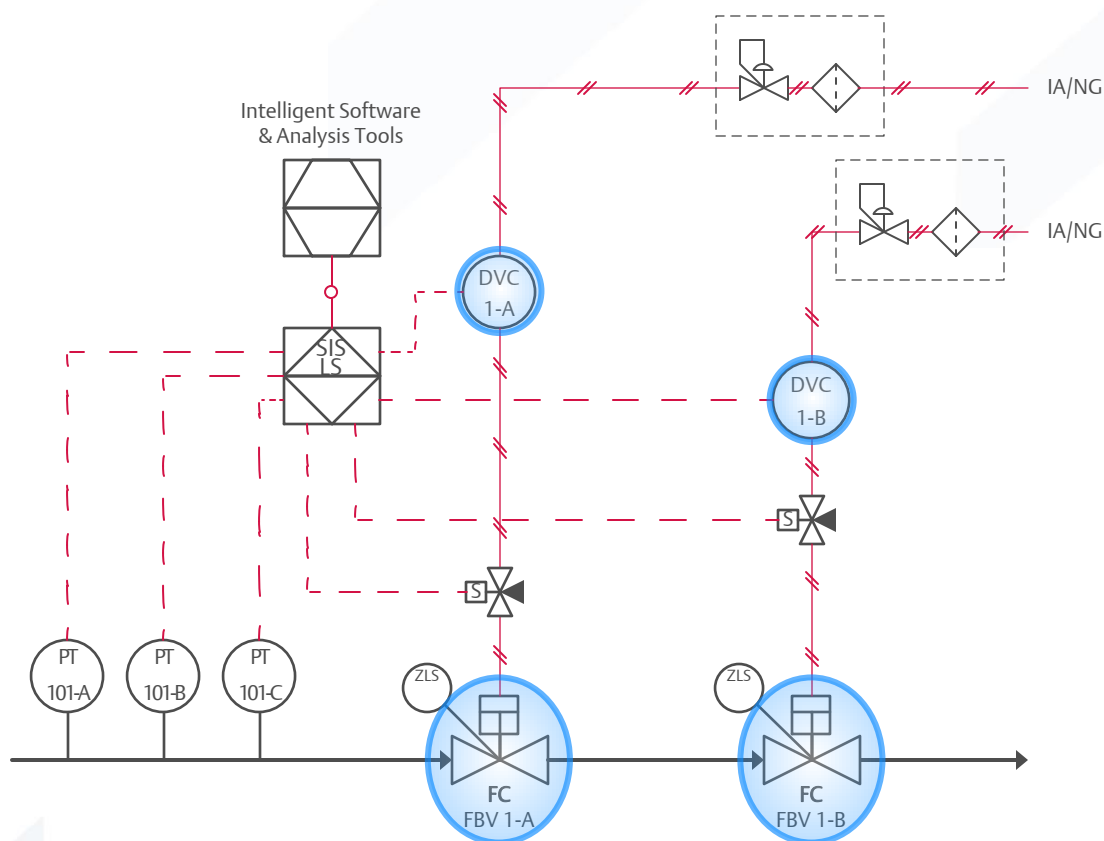 IA/NG
Intelligent Software
& Analysis Tools
IA/NG
DVC
1-A
SIS
LS
DVC
1-B
S
S
PT
101-A
PT
101-B
PT
101-C
ZLS
ZLS
FC
FBV 1-A
FC
FBV 1-B